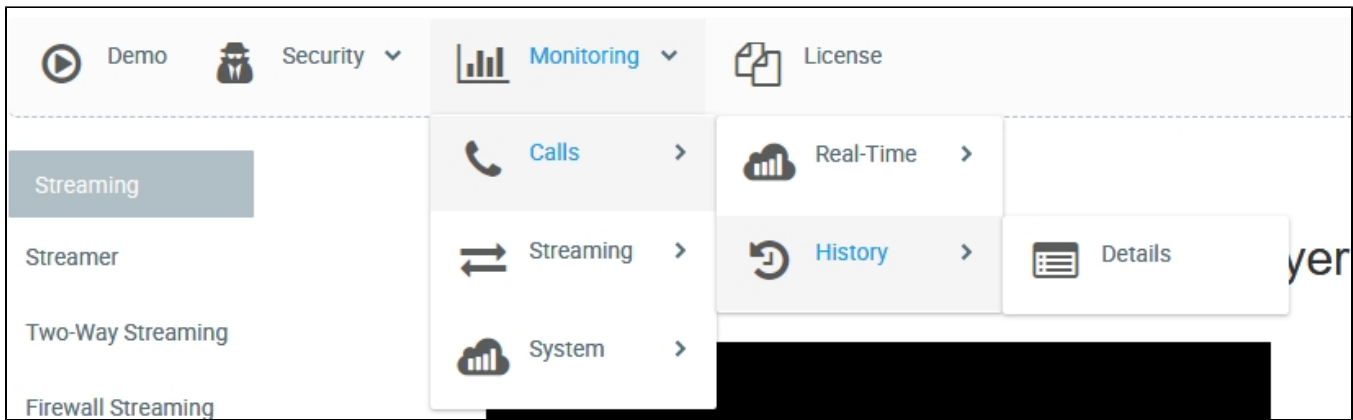 Demo
Security
Monitoring
License
Calls
Real-Time
Streaming
Streamer
Streaming
History
Details
yer
Two-Way Streaming
System
Firewall Streaming